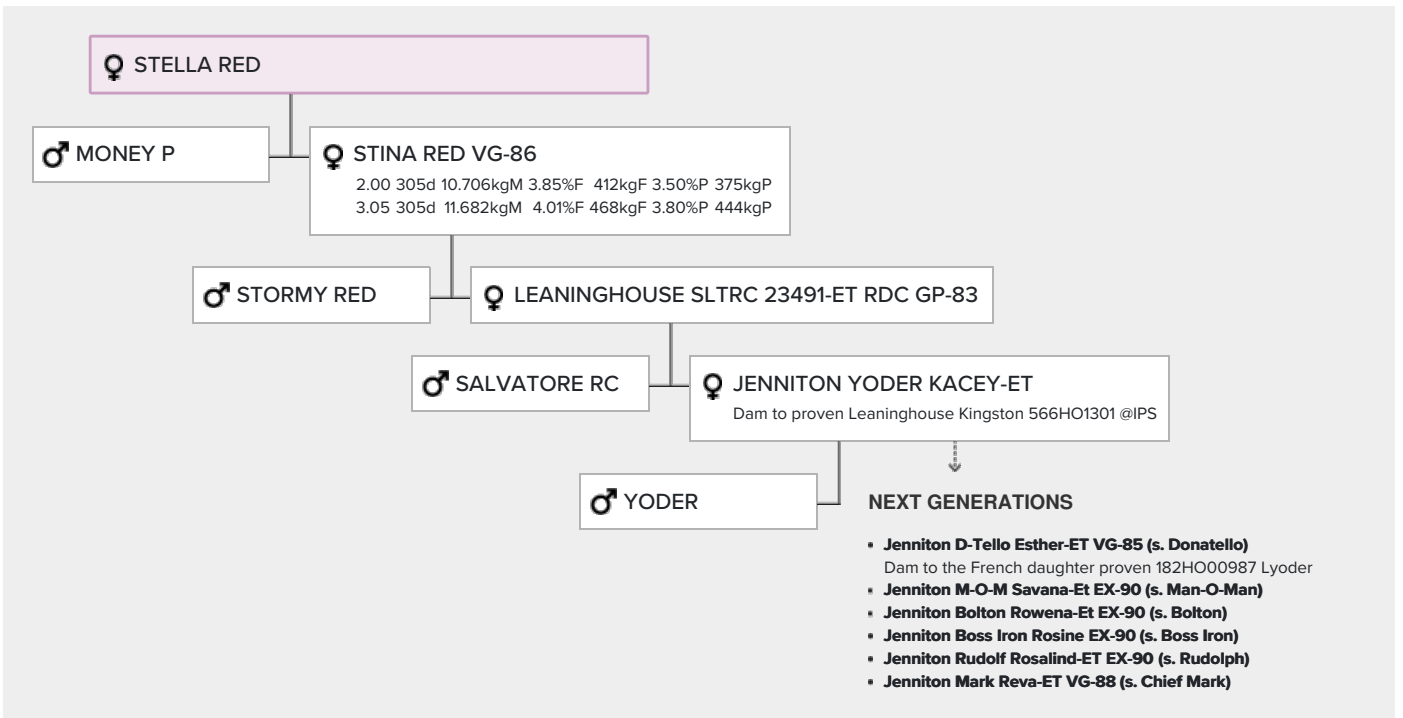 STELLA RED
MONEY P
STINA RED VG-86
2.00 305d 10.706kgM 3.85%F 412kgF 3.50%P 375kgP
3.05 305d 11.682kgM 4.01%F 468kgF 3.80%P 444kgP
STORMY RED
LEANINGHOUSE SLTRC 23491-ET RDC GP-83
SALVATORE RC
JENNITON YODER KACEY-ET
Dam to proven Leaninghouse Kingston 566HO1301 @IPS
YODER
NEXT GENERATIONS
• Jenniton D-Tello Esther-ET VG-85 (s. Donatello)
Dam to the French daughter proven 182HO00987 Lyoder
• Jenniton M-O-M Savana-Et EX-90 (s. Man-O-Man)
• Jenniton Bolton Rowena-Et EX-90 (s. Bolton)
• Jenniton Boss Iron Rosine EX-90 (s. Boss Iron)
• Jenniton Rudolf Rosalind-ET EX-90 (s. Rudolph)
• Jenniton Mark Reva-ET VG-88 (s. Chief Mark)